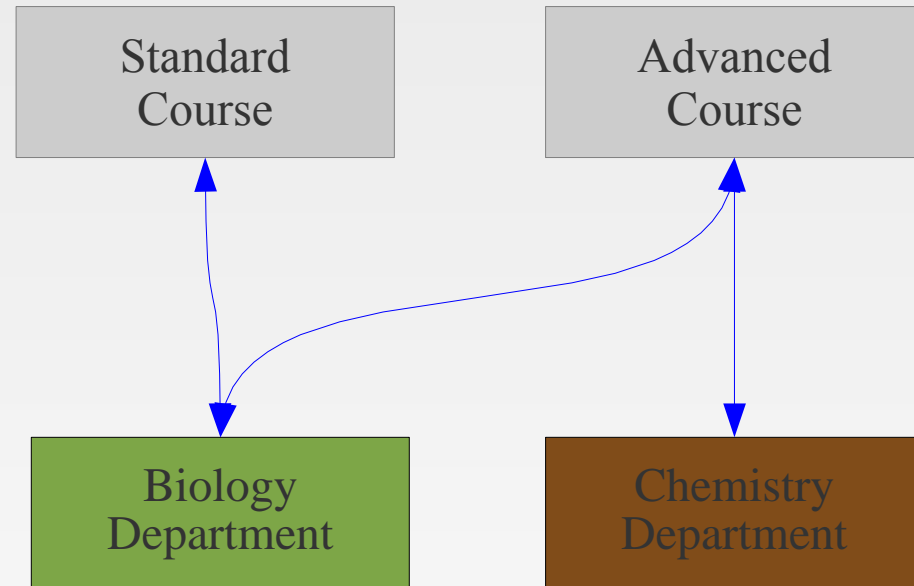 Standard
Course
Advanced
Course
Biology
Department
Chemistry
Department